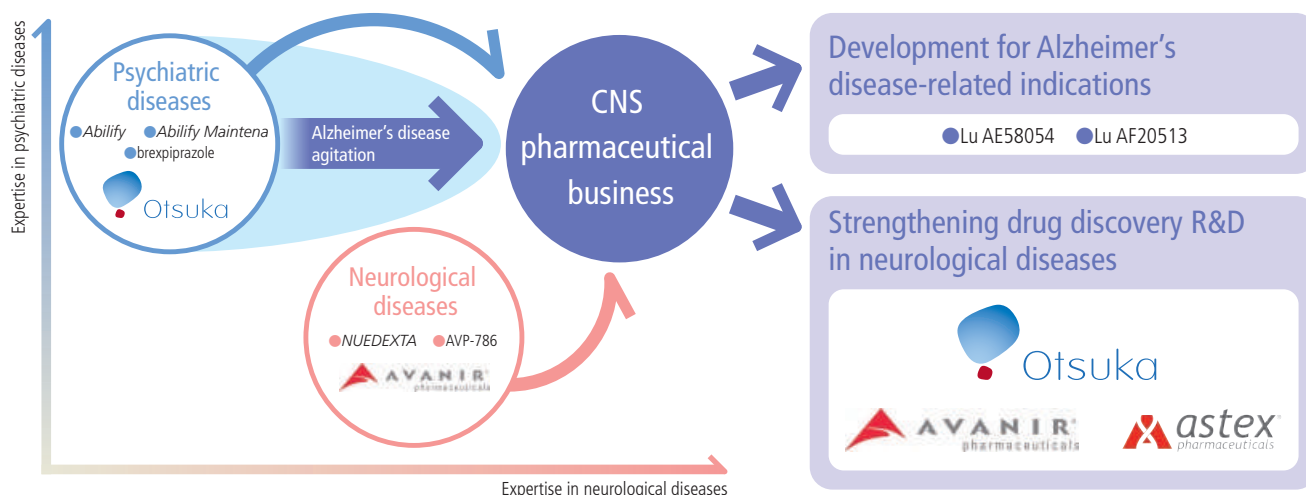 Expertise in psychiatric diseases
Psychiatric
diseases
●Abilify ●Abilify Maintena
●brexpiprazole
Otsuka
Alzheimer's disease
agitation
Neurological
diseases
●NUEDEXTA ●AVP-786
AVANIR
pharmaceuticals
CNS
pharmaceutical
business
Expertise in neurological diseases
Development for Alzheimer's
disease-related indications
●Lu AE58054 ●Lu AF20513
Strengthening drug discovery R&D
in neurological diseases
Otsuka
AVANIR
pharmaceuticals
astex
pharmaceuticals